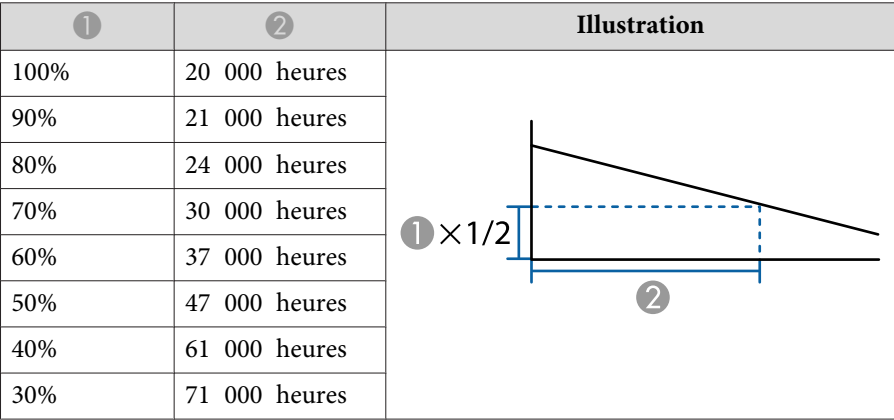 ❶ ❷ Illustration
100% 20 000 heures
90% 21 000 heures
80% 24 000 heures
70% 30 000 heures
60% 37 000 heures
50% 47 000 heures
40% 61 000 heures
30% 71 000 heures
❶×1/2
❷